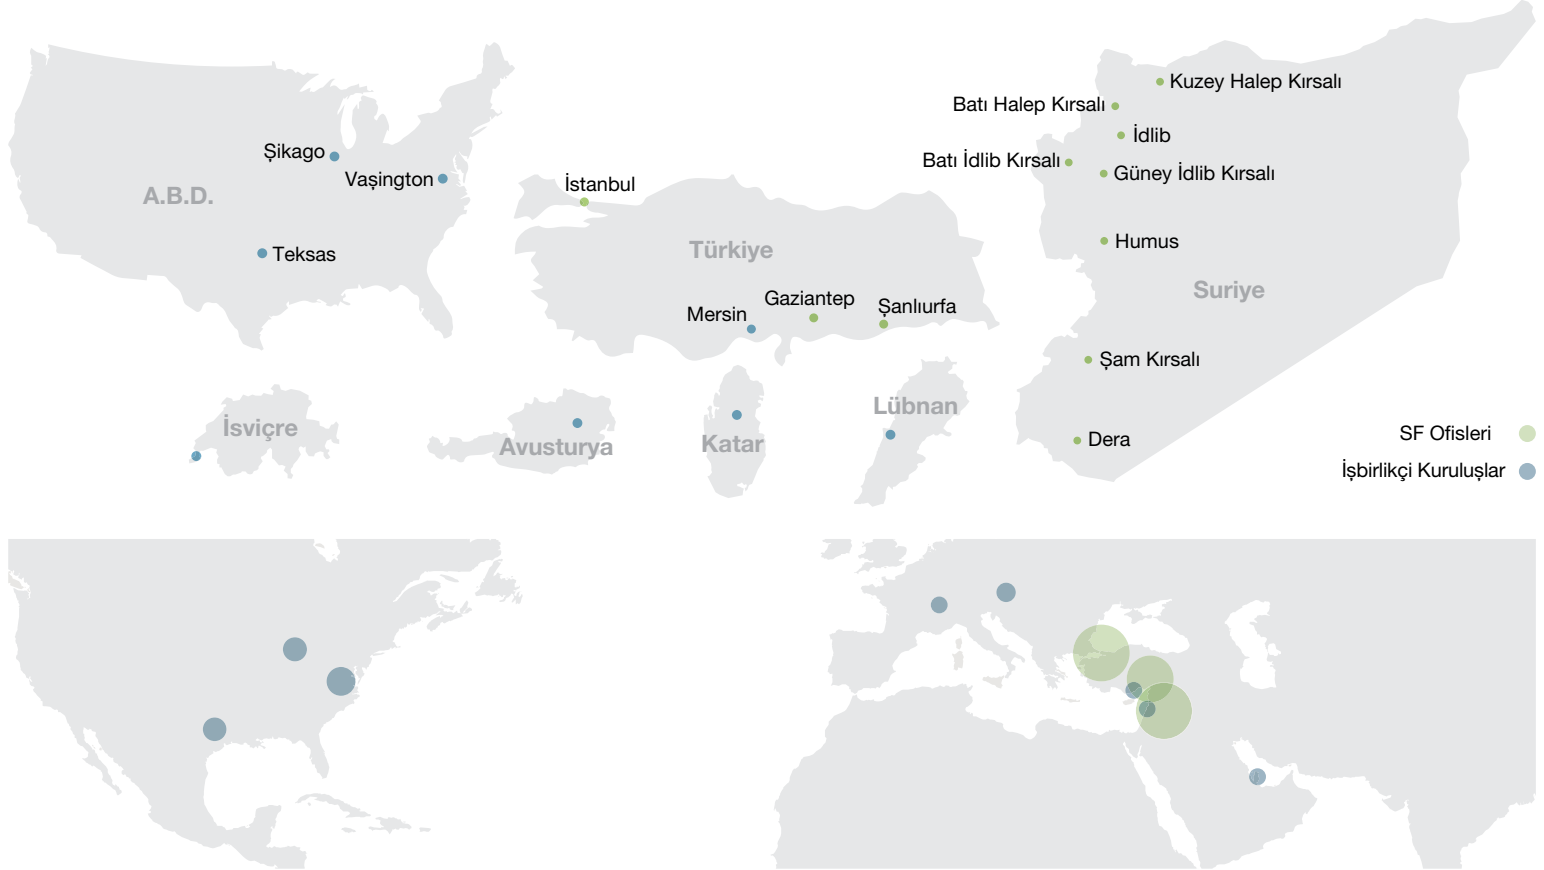 Kuzey Halep Kırsalı
Batı Halep Kırsalı
İdlib
Şikago
Batı İdlib Kırsalı
Güney İdlib Kırsalı
Vaşington
İstanbul
A.B.D.
Humus
Türkiye
Teksas
Suriye
Gaziantep
Şanlıurfa
Mersin
Şam Kırsalı
Lübnan
İsviçre
SF Ofisleri
Dera
Katar
Avusturya
İşbirlikçi Kuruluşlar